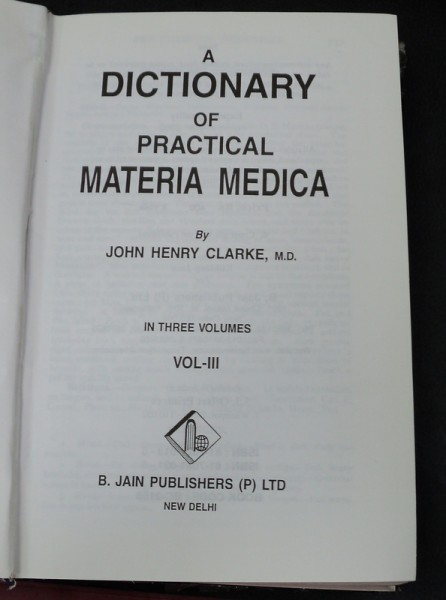 A
DICTIONARY
OF
PRACTICAL
MATERIA MEDICA
By
JOHN HENRY CLARKE, M.D.
IN THREE VOLUMES
VOL-III
B. JAIN PUBLISHERS (P) LTD
NEW DELHI